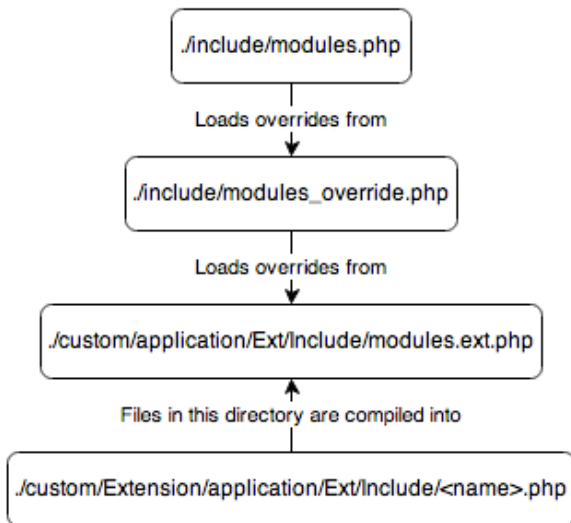 ./include/modules.php
Loads overrides from
./include/modules_override.php
Loads overrides from
./custom/application/Ext/Include/modules.ext.php
Files in this directory are compiled into
./custom/Extension/application/Ext/Include/<name>.php